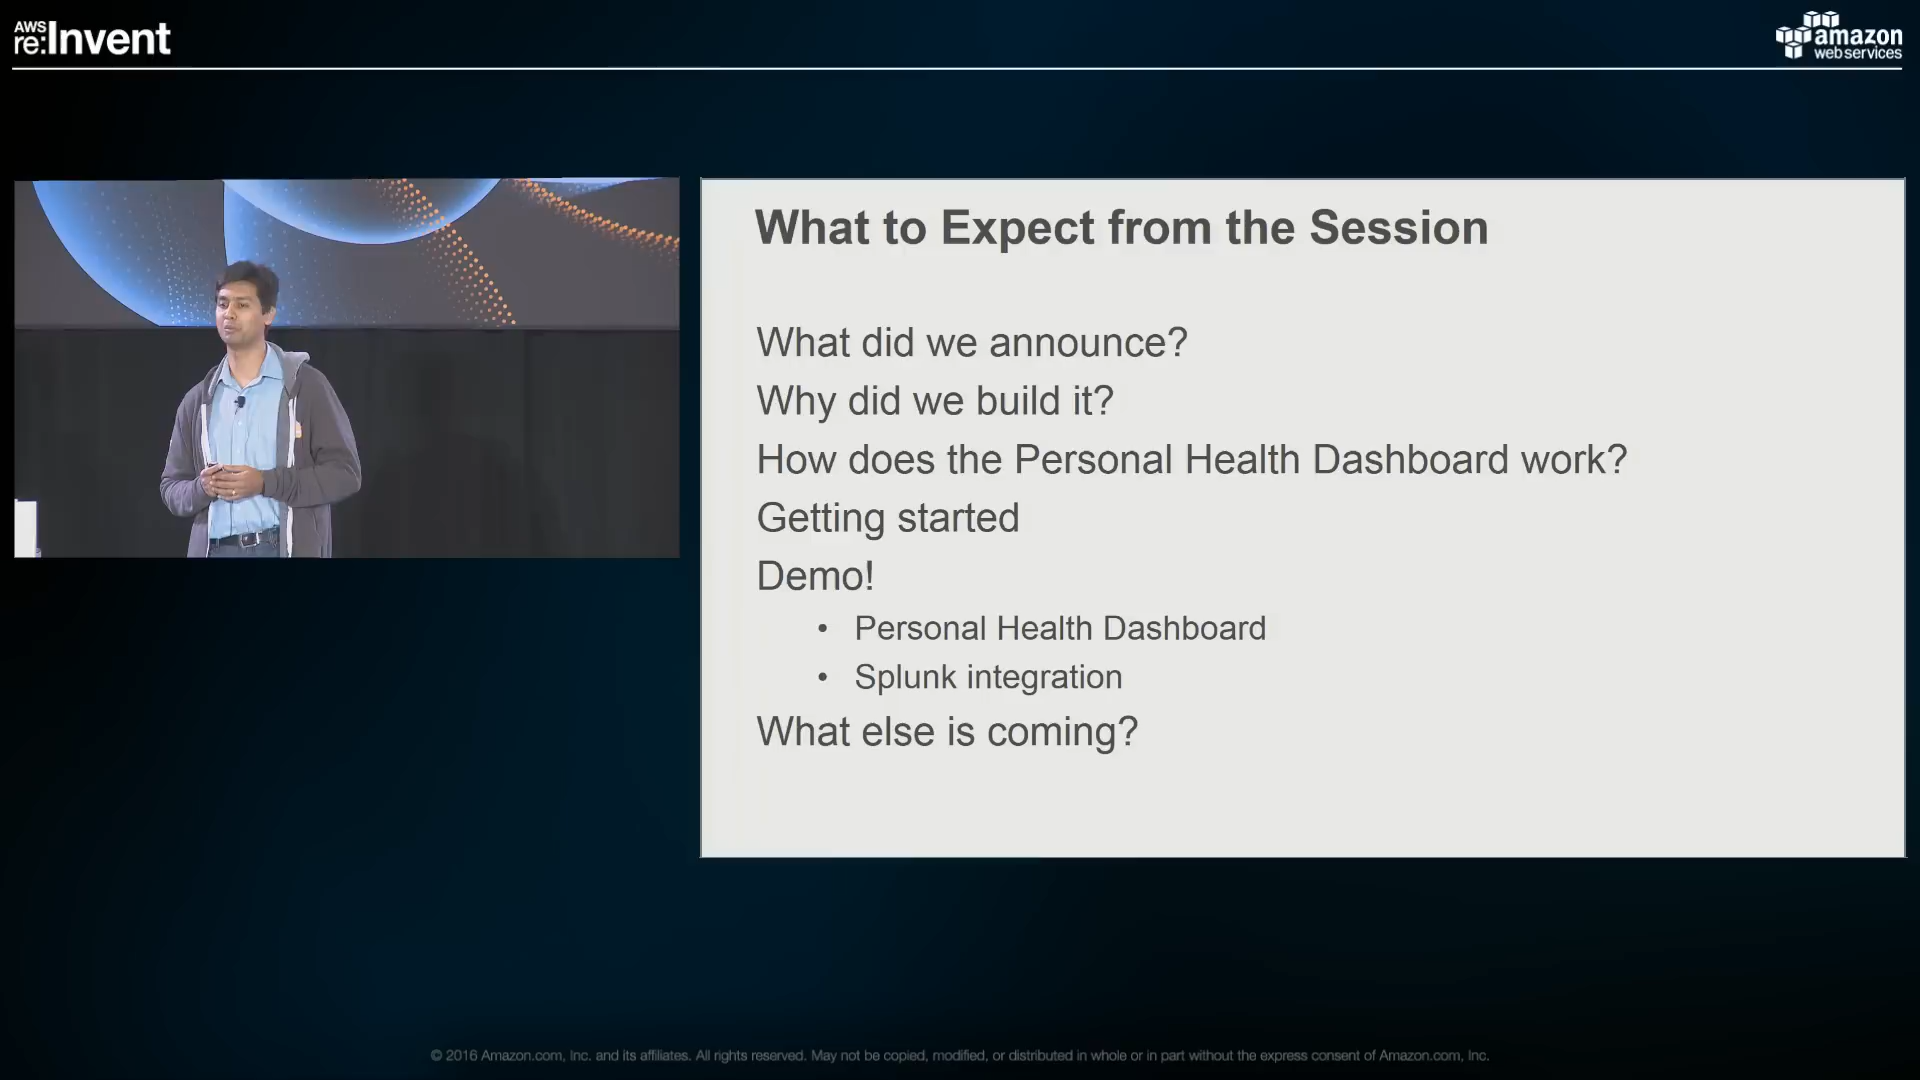 AWS
re:Invent
amazon
webservices
What to Expect from the Session
What did we announce?
Why did we build it?
How does the Personal Health Dashboard work?
Getting started
Demo!
• Personal Health Dashboard
• Splunk integration
What else is coming?
© 2016 Amazon.com, Inc. and its affiliates. All rights reserved. May not be copied, modified, or distributed in whole or in part without the express consent of Amazon.com, Inc.